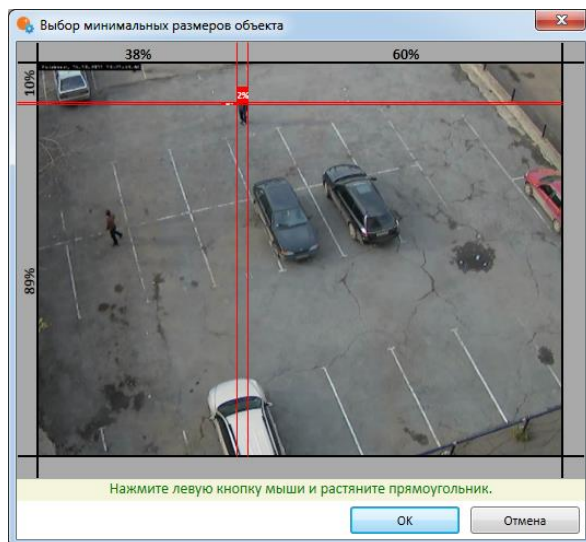 Выбор минимальных размеров объекта
38%
60%
10%
2%
89%
Нажмите левую кнопку мыши и растяните прямоугольник.
OK
Отмена